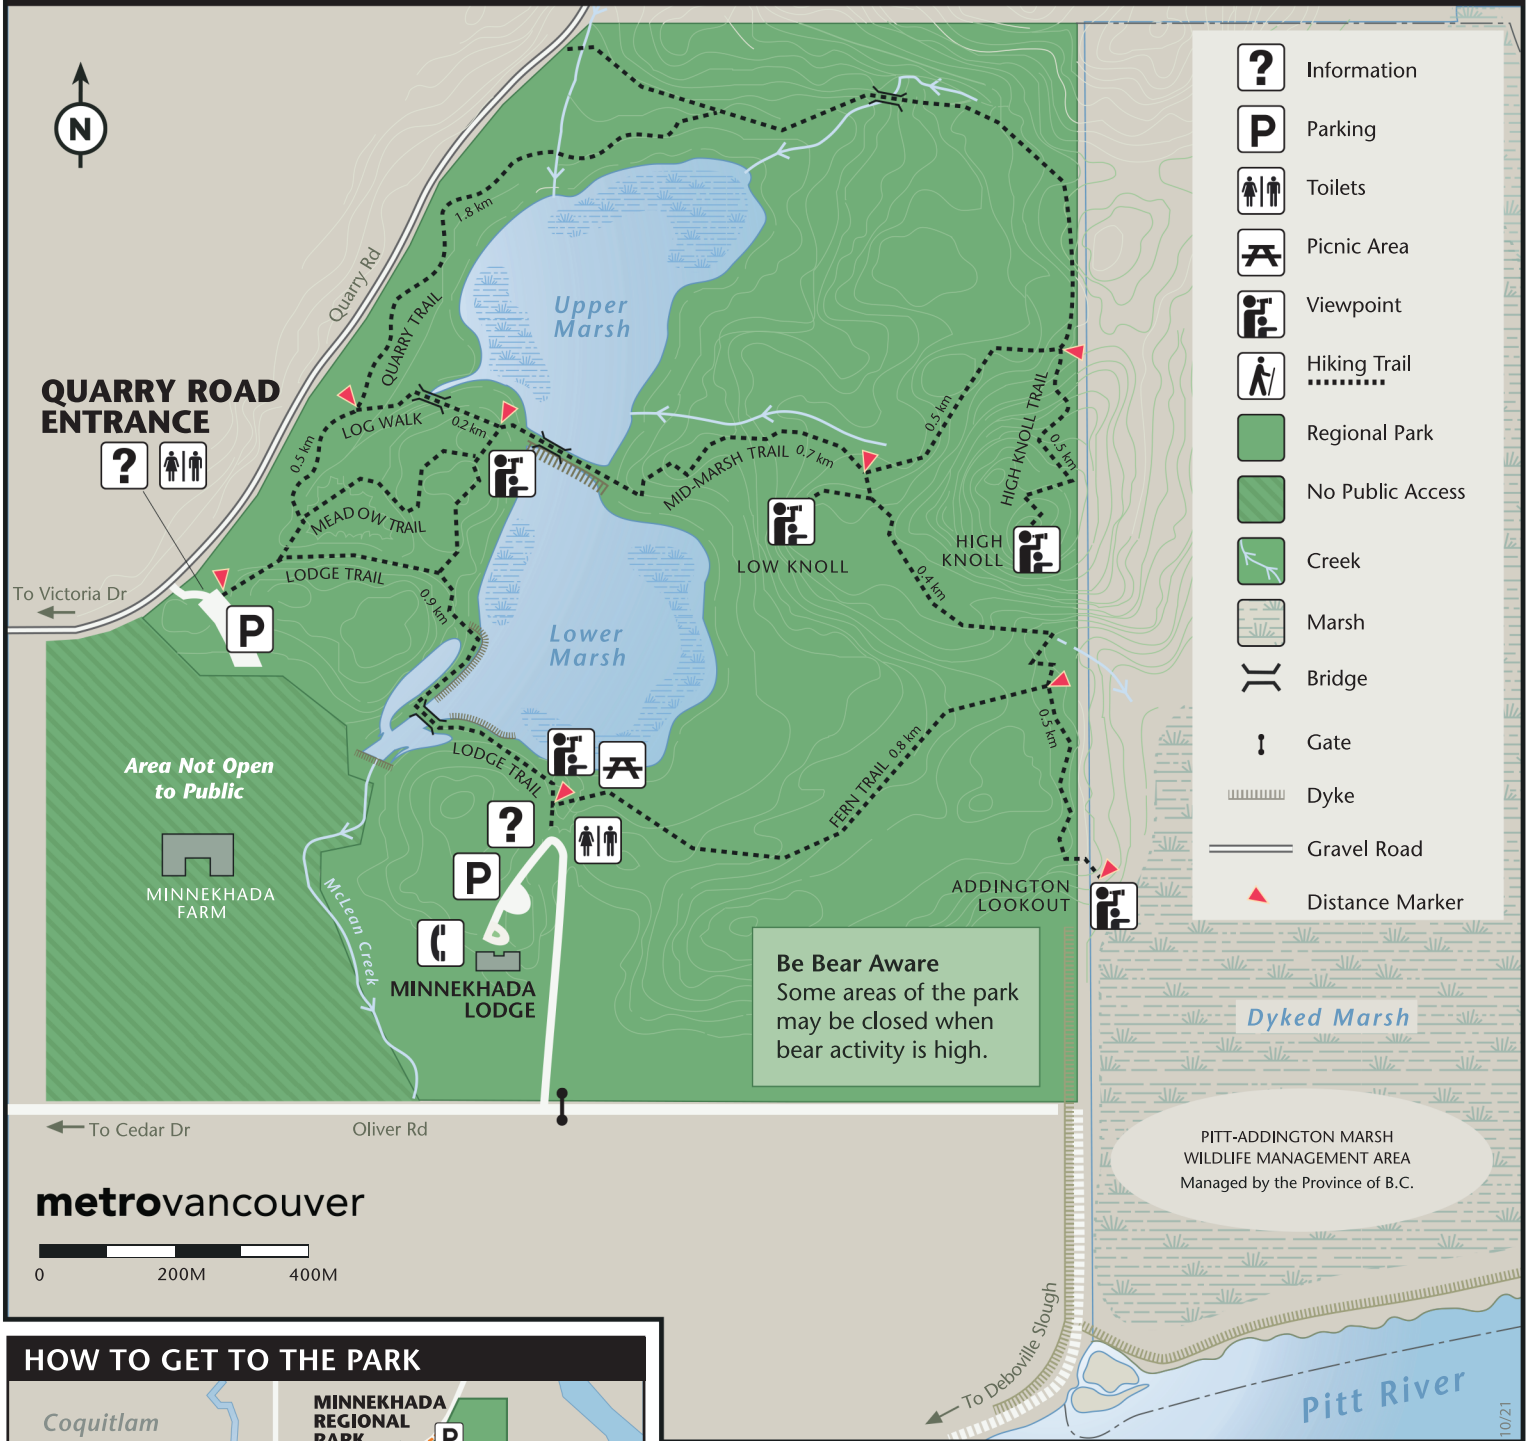 N
?
Information
P
Parking
Toilets
Picnic Area
Viewpoint
Hiking Trail
Regional Park
No Public Access
Creek
Marsh
Bridge
Gate
Dyke
Gravel Road
Distance Marker
1.8 km
Quarry Rd
QUARRY TRAIL
Upper
Marsh
QUARRY ROAD
ENTRANCE
?
LOG WALK
0.2 km
0.5 km
MEADOW TRAIL
LODGE TRAIL
0.9 km
MID-MARSH TRAIL 0.7 km
0.5 km
HIGH KNOLL TRAIL
0.5 km
LOW KNOLL
HIGH
KNOLL
0.4 km
To Victoria Dr
P
Lower
Marsh
Area Not Open
to Public
MINNEKHADA
FARM
McLean Creek
LODGE TRAIL
?
P
MINNEKHADA
LODGE
FERN TRAIL 0.8 km
0.5 km
ADDINGTON
LOOKOUT
Be Bear Aware
Some areas of the park
may be closed when
bear activity is high.
Dyked Marsh
PITT-ADDINGTON MARSH
WILDLIFE MANAGEMENT AREA
Managed by the Province of B.C.
To Cedar Dr
Oliver Rd
metrovancouver
0
200M
400M
To Deboville Slough
Pitt River
10/21
HOW TO GET TO THE PARK
Coquitlam
MINNEKHADA
REGIONAL
PARK
P